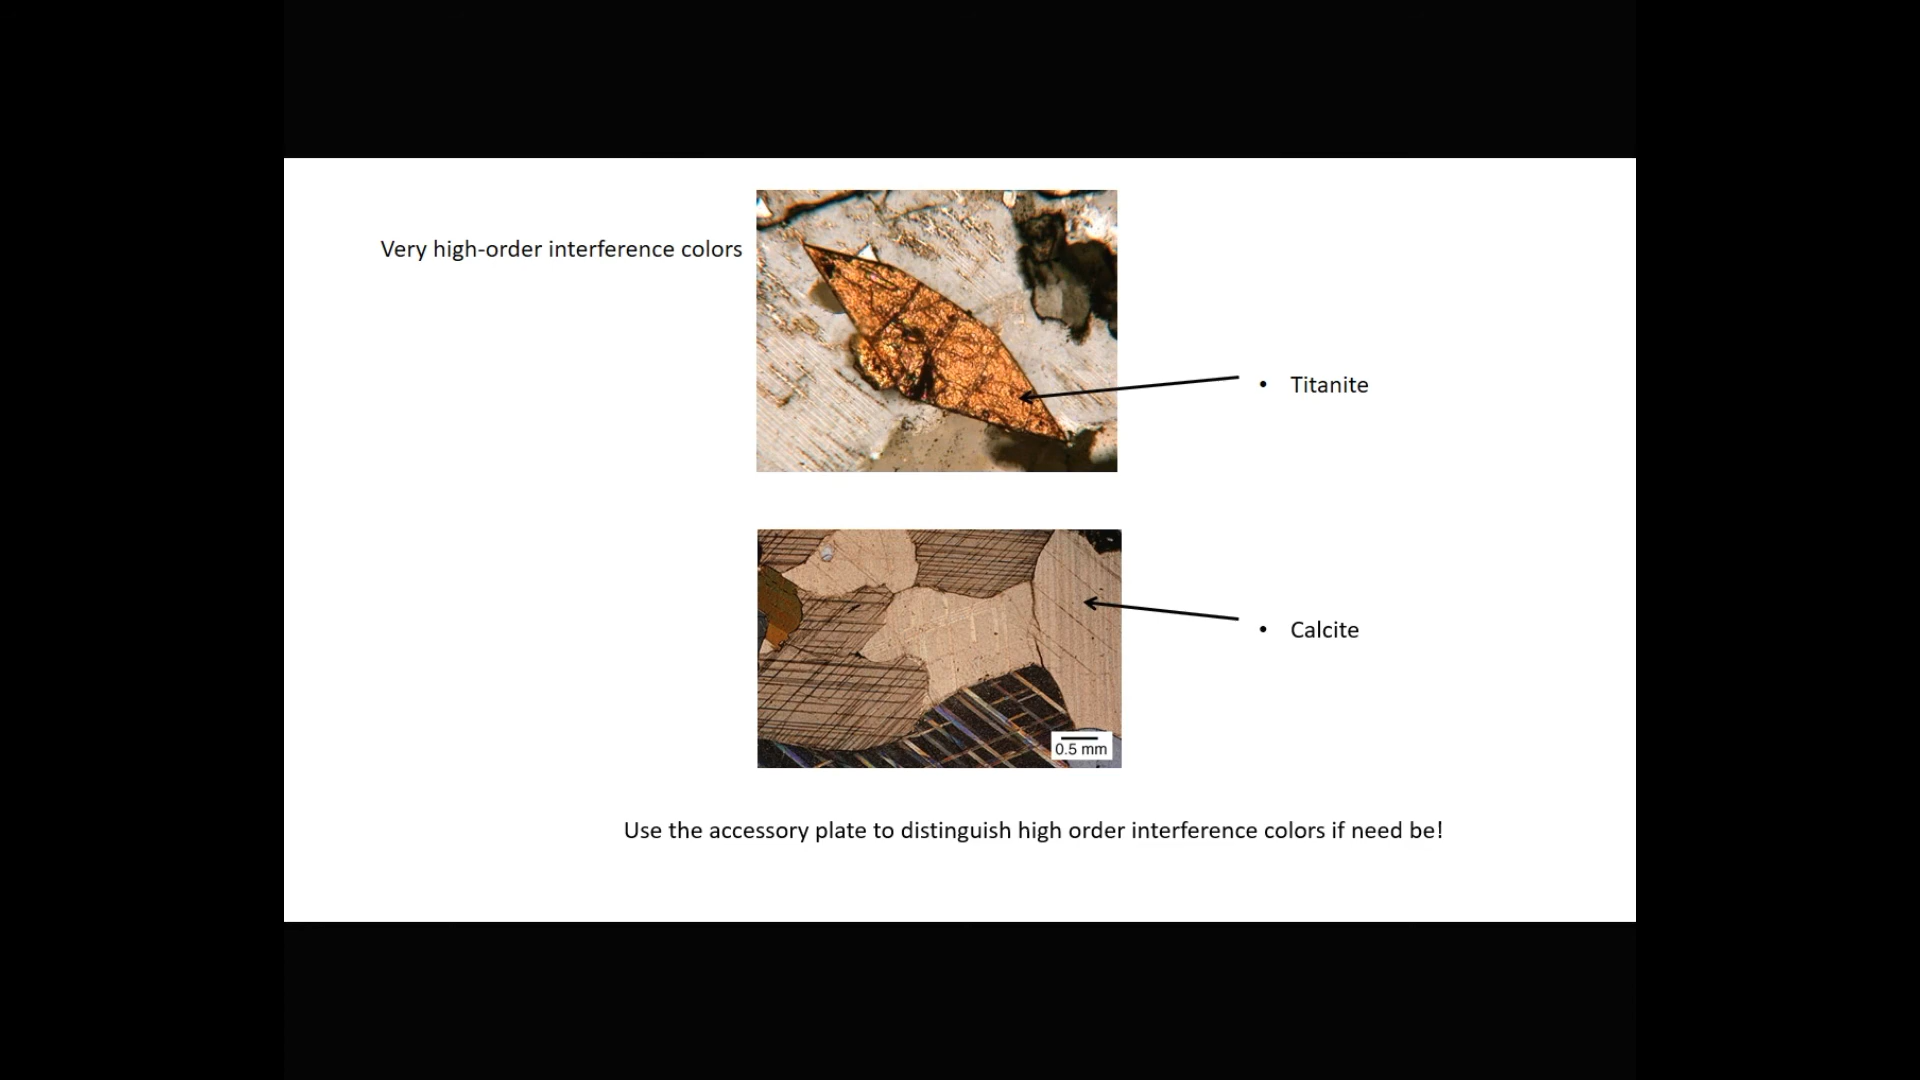 Very high-order interference colors
• Titanite
• Calcite
0.5 mm
Use the accessory plate to distinguish high order interference colors if need be!